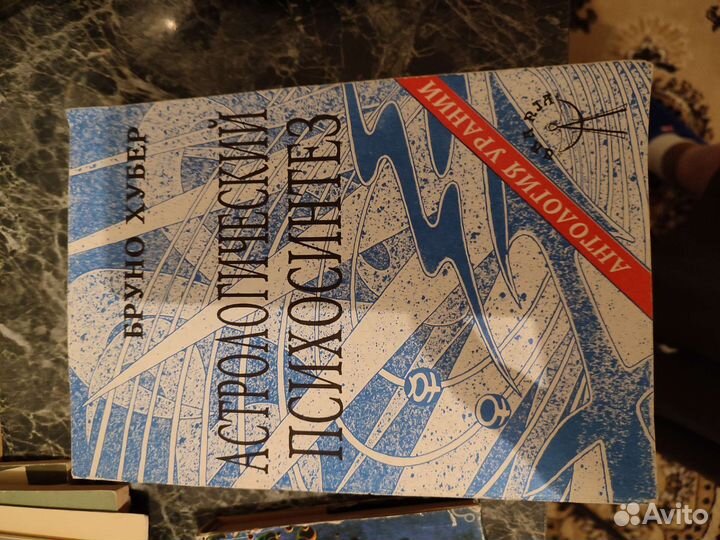 БРУНО ХУБЕР
АСТРОЛОГИЧЕСКИЙ
ПСИХОСИНТЕЗ
АНТОЛОГИЯ УРАНИИ
Avito